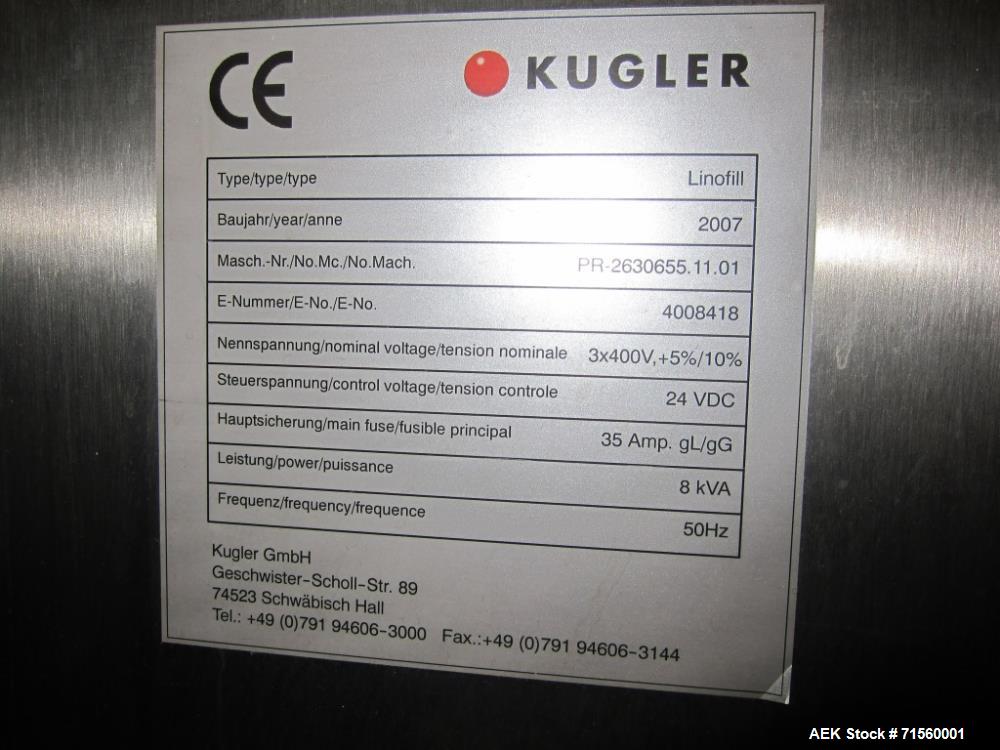 CE
KUGLER
Type/type/type Linofill
Baujahr/year/anne 2007
Masch.-Nr./No.Mc./No.Mach. PR-2630655.11.01
E-Nummer/E-No./E-No. 4008418
Nennspannung/nominal voltage/tension nominale 3x400V,+5%/10%
Steuerspannung/control voltage/tension controle 24 VDC
Hauptsicherung/main fuse/fusible principal 35 Amp. gL/gG
Leistung/power/puissance 8 kVA
Frequenz/frequency/frequence 50Hz
Kugler GmbH
Geschwister-Scholl-Str. 89
74523 Schwäbisch Hall
Tel.: +49 (0)791 94606-3000 Fax.:+49 (0)791 94606-3144
AEK Stock # 71560001